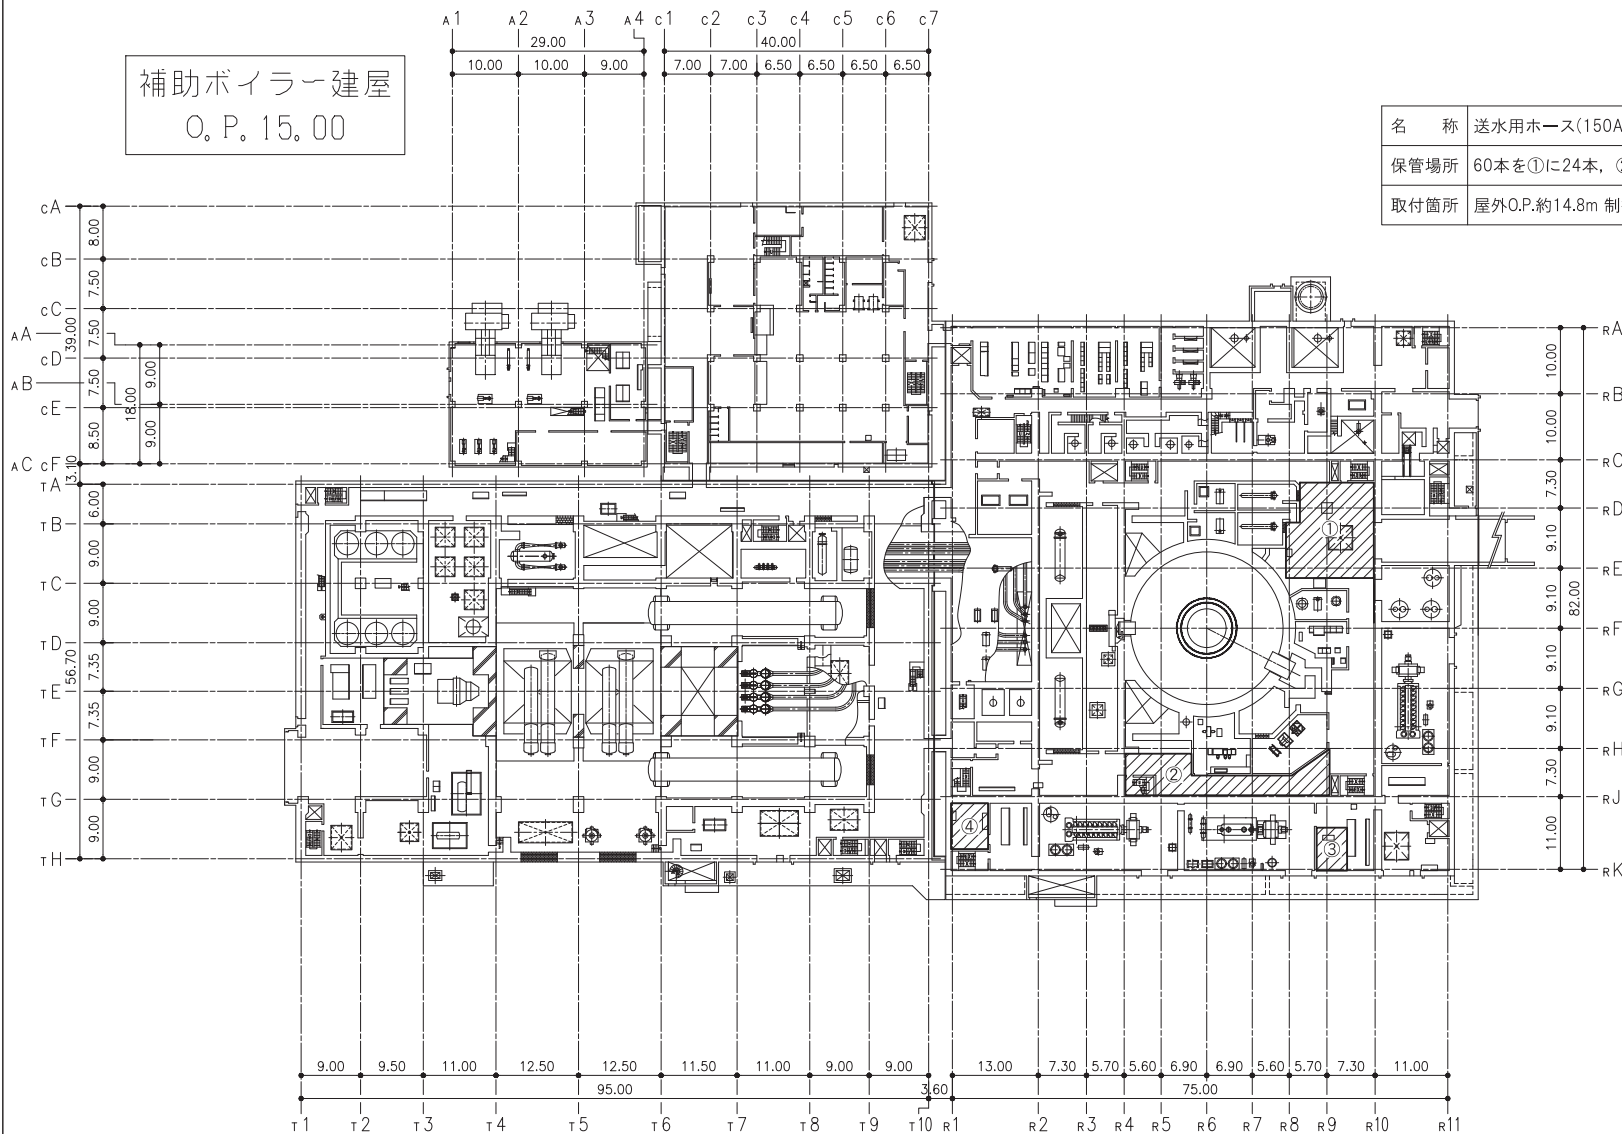 A1 A2 A3 A4 C1 C2 C3 C4 C5 C6 C7
29.00 40.00
10.00 10.00 9.00 7.00 7.00 6.50 6.50 6.50 6.50
補助ボイラー建屋
O.P.15.00
名 称 送水用ホース(150A
保管場所 60本を①に24本,
取付箇所 屋外O.P.約14.8m 制
CA
8.00
CB
7.50
CC
AA
39.00 7.50
CD
AB
7.50 9.00
18.00
CE
8.50 9.00
AC CF
3.10
TA
6.00
TB
9.00
TC
9.00
TD
7.35
56.70
TE
7.35
TF
9.00
TG
9.00
TH
RA
10.00
RB
10.00
RC
7.30
RD
9.10
RE
9.10
82.00
RF
9.10
RG
9.10
RH
7.30
RJ
11.00
RK
①
②
④
③
9.00 9.50 11.00 12.50 12.50 11.50 11.00 9.00 9.00 13.00 7.30 5.70 5.60 6.90 6.90 5.60 5.70 7.30 11.00
95.00 3.60 75.00
T1 T2 T3 T4 T5 T6 T7 T8 T9 T10 R1 R2 R3 R4 R5 R6 R7 R8 R9 R10 R11